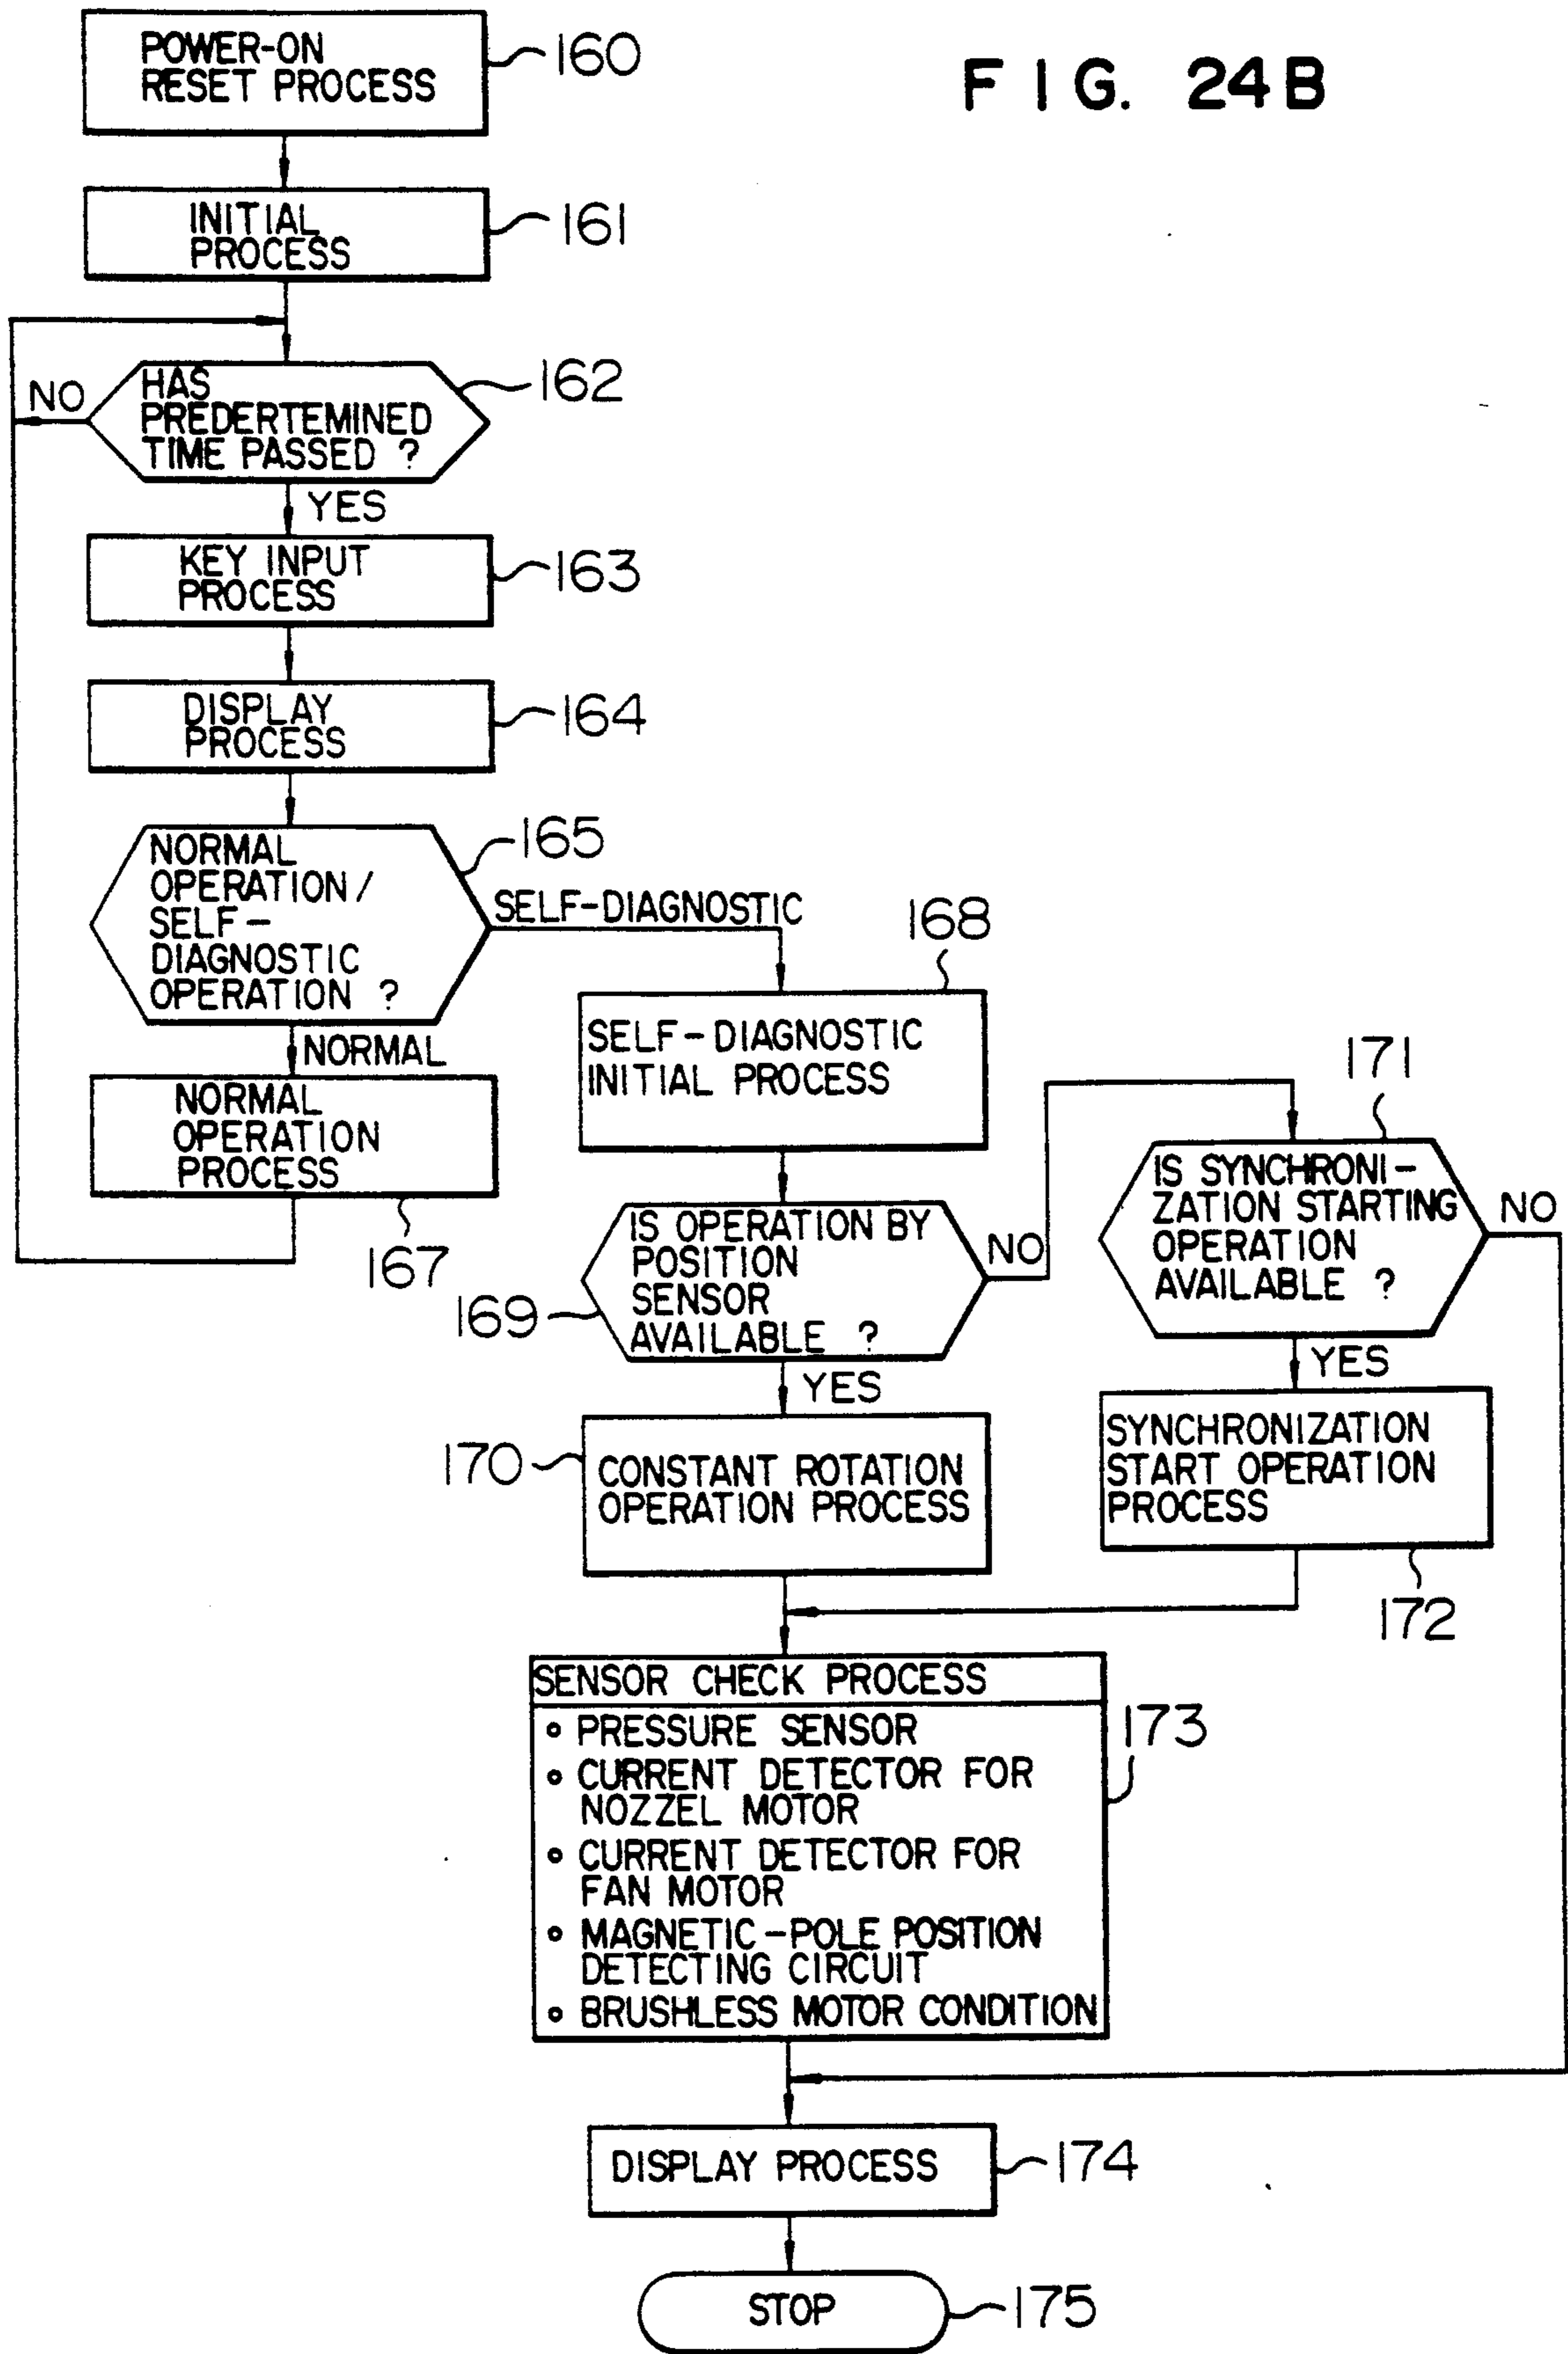 FIG. 24B
POWER-ON
RESET PROCESS
160
INITIAL
PROCESS
161
HAS
PREDERTEMINED
TIME PASSED ?
162
NO
YES
KEY INPUT
PROCESS
163
DISPLAY
PROCESS
164
NORMAL
OPERATION/
SELF-
DIAGNOSTIC
OPERATION ?
165
SELF-DIAGNOSTIC
NORMAL
NORMAL
OPERATION
PROCESS
167
168
SELF-DIAGNOSTIC
INITIAL PROCESS
IS OPERATION BY
POSITION
SENSOR
AVAILABLE ?
169
NO
YES
171
IS SYNCHRONI-
ZATION STARTING
OPERATION
AVAILABLE ?
NO
YES
170
CONSTANT ROTATION
OPERATION PROCESS
SYNCHRONIZATION
START OPERATION
PROCESS
172
SENSOR CHECK PROCESS
∘ PRESSURE SENSOR
∘ CURRENT DETECTOR FOR
NOZZEL MOTOR
∘ CURRENT DETECTOR FOR
FAN MOTOR
∘ MAGNETIC-POLE POSITION
DETECTING CIRCUIT
∘ BRUSHLESS MOTOR CONDITION
173
DISPLAY PROCESS
174
STOP
175